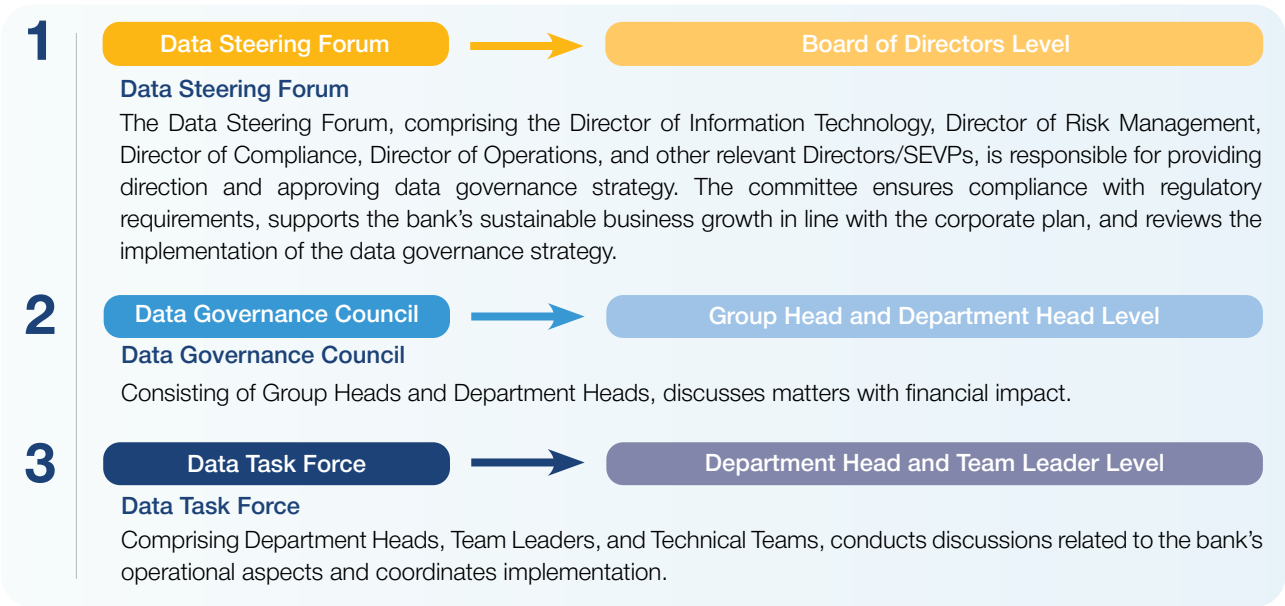 1
Data Steering Forum
Board of Directors Level
Data Steering Forum
The Data Steering Forum, comprising the Director of Information Technology, Director of Risk Management,
Director of Compliance, Director of Operations, and other relevant Directors/SEVPs, is responsible for providing
direction and approving data governance strategy. The committee ensures compliance with regulatory
requirements, supports the bank's sustainable business growth in line with the corporate plan, and reviews the
implementation of the data governance strategy.
2
Data Governance Council
Group Head and Department Head Level
Data Governance Council
Consisting of Group Heads and Department Heads, discusses matters with financial impact.
3
Data Task Force
Department Head and Team Leader Level
Data Task Force
Comprising Department Heads, Team Leaders, and Technical Teams, conducts discussions related to the bank's
operational aspects and coordinates implementation.